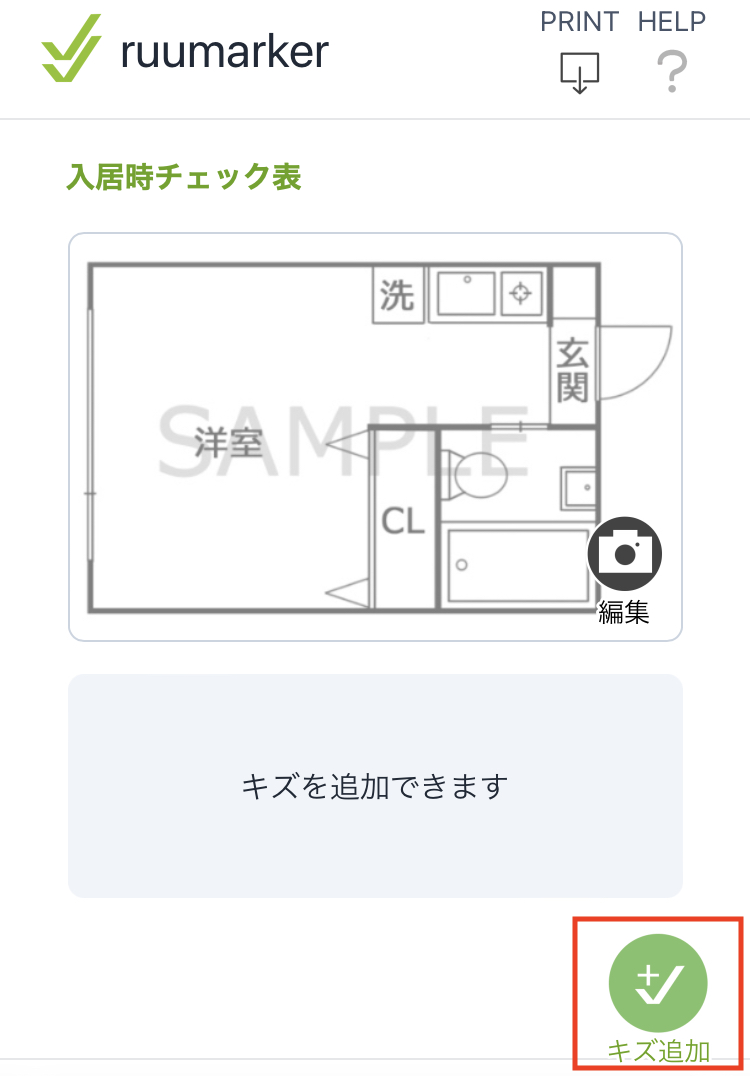 ruumarker
PRINT HELP
?
入居時チェック表
洗
玄関
SAMPLE
洋室
CL
編集
キズを追加できます
キズ追加